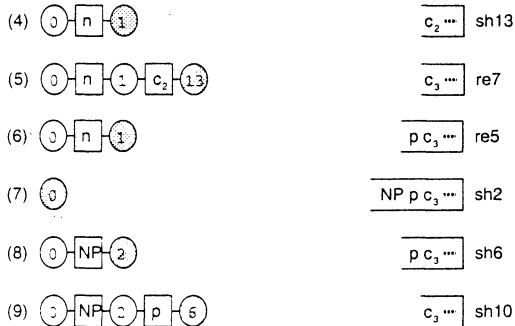 (4) 0 n 1 c₂ ···· sh13
(5) 0 n 1 c₂ 13 c₃ ···· re7
(6) 0 n 1 p c₃ ···· re5
(7) 0 NP p c₃ ···· sh2
(8) 0 NP 2 p c₃ ···· sh6
(9) 0 NP 2 p 6 c₃ ···· sh10